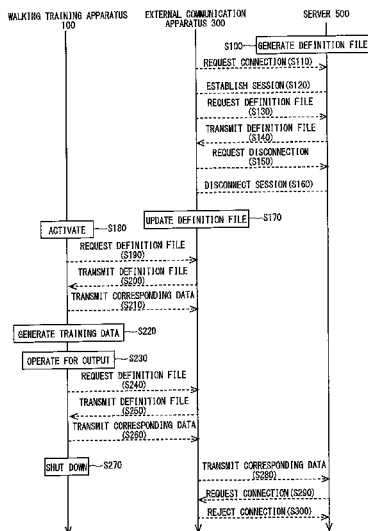 WALKING TRAINING APPARATUS
100
EXTERNAL COMMUNICATION
APPARATUS 300
SERVER 500
S100
GENERATE DEFINITION FILE
REQUEST CONNECTION(S110)
ESTABLISH SESSION(S120)
REQUEST DEFINITION FILE
(S130)
TRANSMIT DEFINITION FILE
(S140)
REQUEST DISCONNECTION
(S150)
DISCONNECT SESSION(S160)
UPDATE DEFINITION FILE
S170
ACTIVATE
S180
REQUEST DEFINITION FILE
(S190)
TRANSMIT DEFINITION FILE
(S200)
TRANSMIT CORRESPONDING DATA
(S210)
GENERATE TRAINING DATA
S220
OPERATE FOR OUTPUT
S230
REQUEST DEFINITION FILE
(S240)
TRANSMIT DEFINITION FILE
(S250)
TRANSMIT CORRESPONDING DATA
(S260)
SHUT DOWN
S270
TRANSMIT CORRESPONDING DATA
(S280)
REQUEST CONNECTION(S290)
REJECT CONNECTION(S300)